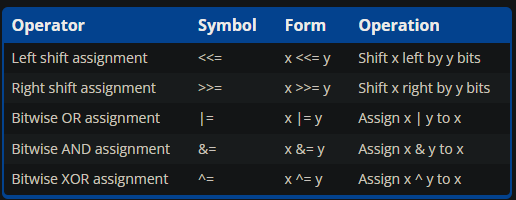 Operator Symbol Form Operation
Left shift assignment <<= x <<= y Shift x left by y bits
Right shift assignment >>= x >>= y Shift x right by y bits
Bitwise OR assignment |= x |= y Assign x | y to x
Bitwise AND assignment &= x &= y Assign x & y to x
Bitwise XOR assignment ^= x ^= y Assign x ^ y to x